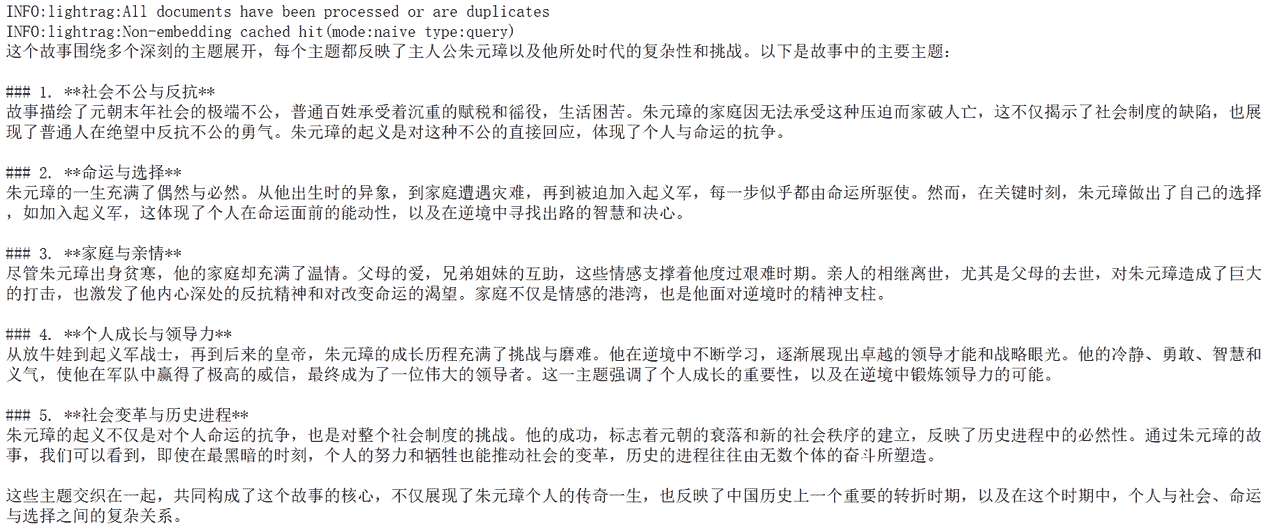 INFO:lightrag:All documents have been processed or are duplicates
INFO:lightrag:Non-embedding cached hit(mode:naive type:query)
这个故事围绕多个深刻的主题展开，每个主题都反映了主人公朱元璋以及他所处时代的复杂性和挑战。以下是故事中的主要主题：
### 1. **社会不公与反抗**
故事描绘了元朝末年社会的极端不公，普通百姓承受着沉重的赋税和徭役，生活困苦。朱元璋的家庭因无法承受这种压迫而家破人亡，这不仅揭示了社会制度的缺陷，也展
现了普通人在绝望中反抗不公的勇气。朱元璋的起义是对这种不公的直接回应，体现了个人与命运的抗争。
### 2. **命运与选择**
朱元璋的一生充满了偶然与必然。从他出生时的异象，到家庭遭遇灾难，再到被迫加入起义军，每一步似乎都由命运所驱使。然而，在关键时刻，朱元璋做出了自己的选择
，如加入起义军，这体现了个人在命运面前的能动性，以及在逆境中寻找出路的智慧和决心。
### 3. **家庭与亲情**
尽管朱元璋出身贫寒，他的家庭却充满了温情。父母的爱，兄弟姐妹的互助，这些情感支撑着他度过艰难时期。亲人的相继离世，尤其是父母的去世，对朱元璋造成了巨大
的打击，也激发了他内心深处的反抗精神和对改变命运的渴望。家庭不仅是情感的港湾，也是他面对逆境时的精神支柱。
### 4. **个人成长与领导力**
从放牛娃到起义军战士，再到后来的皇帝，朱元璋的成长历程充满了挑战与磨难。他在逆境中不断学习，逐渐展现出卓越的领导才能和战略眼光。他的冷静、勇敢、智慧和
义气，使他在军队中赢得了极高的威信，最终成为了一位伟大的领导者。这一主题强调了个人成长的重要性，以及在逆境中锻炼领导力的可能。
### 5. **社会变革与历史进程**
朱元璋的起义不仅是对个人命运的抗争，也是对整个社会制度的挑战。他的成功，标志着元朝的衰落和新的社会秩序的建立，反映了历史进程中的必然性。通过朱元璋的故
事，我们可以看到，即使在最黑暗的时刻，个人的努力和牺牲也能推动社会的变革，历史的进程往往由无数个体的奋斗所塑造。
这些主题交织在一起，共同构成了这个故事的核心，不仅展现了朱元璋个人的传奇一生，也反映了中国历史上一个重要的转折时期，以及在这个时期中，个人与社会、命运
与选择之间的复杂关系。